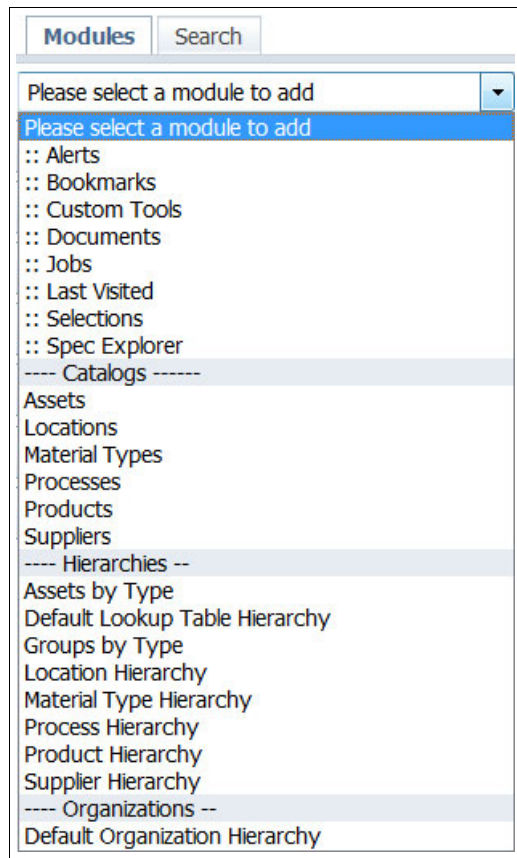 Modules Search
Please select a module to add
Please select a module to add
:: Alerts
:: Bookmarks
:: Custom Tools
:: Documents
:: Jobs
:: Last Visited
:: Selections
:: Spec Explorer
---- Catalogs ------
Assets
Locations
Material Types
Processes
Products
Suppliers
---- Hierarchies --
Assets by Type
Default Lookup Table Hierarchy
Groups by Type
Location Hierarchy
Material Type Hierarchy
Process Hierarchy
Product Hierarchy
Supplier Hierarchy
---- Organizations --
Default Organization Hierarchy